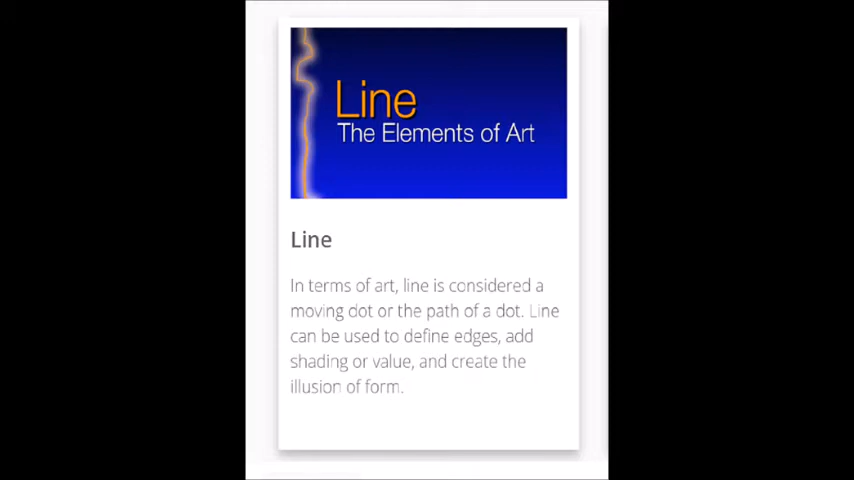 Line
The Elements of Art
Line
In terms of art, line is considered a
moving dot or the path of a dot. Line
can be used to define edges, add
shading or value, and create the
illusion of form.